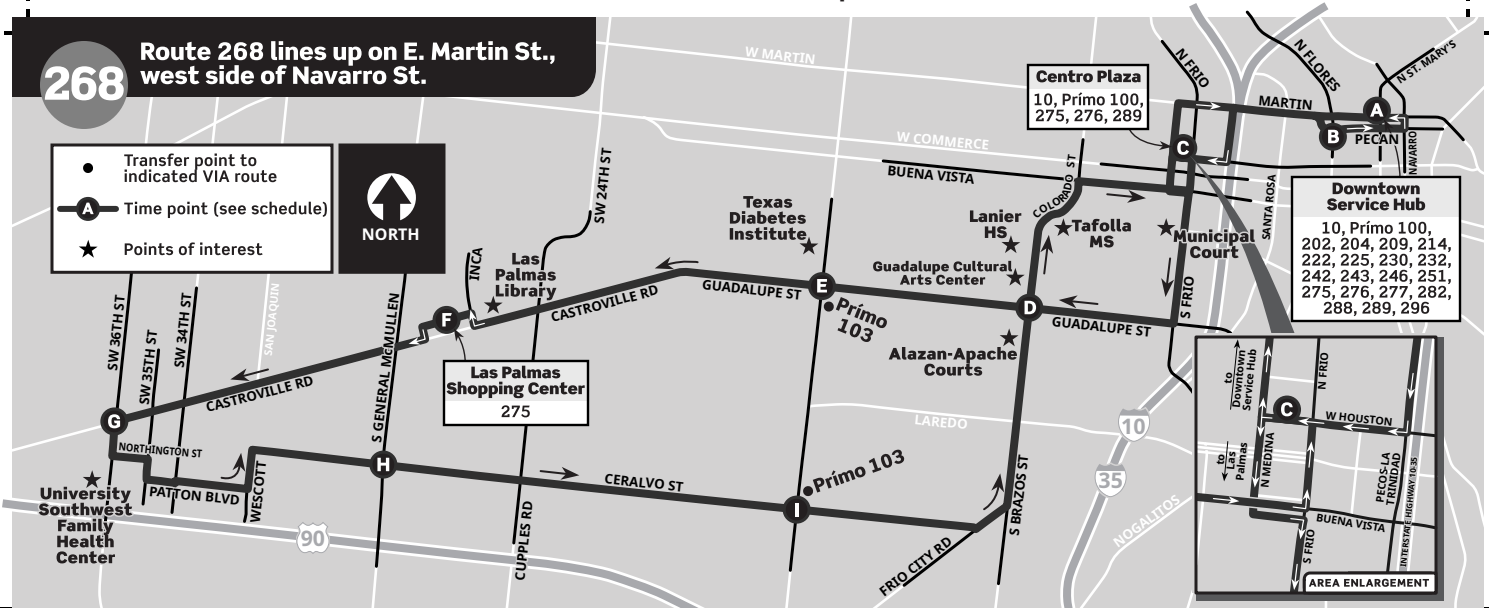 268
Route 268 lines up on E. Martin St.,
west side of Navarro St.
Transfer point to
indicated VIA route
A
Time point (see schedule)
Points of interest
NORTH
W MARTIN
W COMMERCE
BUENA VISTA
COLORADO ST
N FRIO
N FLORES
N ST. MARY'S
MARTIN
PECAN
NAVARRO
SANTA ROSA
A
B
C
Centro Plaza
10, Prímo 100,
275, 276, 289
Downtown
Service Hub
10, Prímo 100,
202, 204, 209, 214,
222, 225, 230, 232,
242, 243, 246, 251,
275, 276, 277, 282,
288, 289, 296
SW 24TH ST
Texas
Diabetes
Institute
Lanier
HS
Tafolla
MS
Municipal
Court
Guadalupe Cultural
Arts Center
INCA
Las
Palmas
Library
CASTROVILLE RD
GUADALUPE ST
E
Prímo
103
D
GUADALUPE ST
S FRIO
Alazan-Apache
Courts
F
Las Palmas
Shopping Center
275
SW 36TH ST
SW 35TH ST
SW 34TH ST
SAN JOAQUIN
S GENERAL MCMULLEN
CASTROVILLE RD
G
NORTHINGTON ST
PATTON BLVD
WESCOTT
H
University
Southwest
Family
Health
Center
90
CERALVO ST
CUPPLES RD
I
Prímo 103
LAREDO
S BRAZOS ST
FRIO CITY RD
10
35
NOGALITOS
to
Downtown
Service Hub
N FRIO
C
W HOUSTON
to
Las
Palmas
N MEDINA
PECOS-LA
TRINIDAD
INTERSTATE HIGHWAY 10-35
BUENA VISTA
S FRIO
AREA ENLARGEMENT